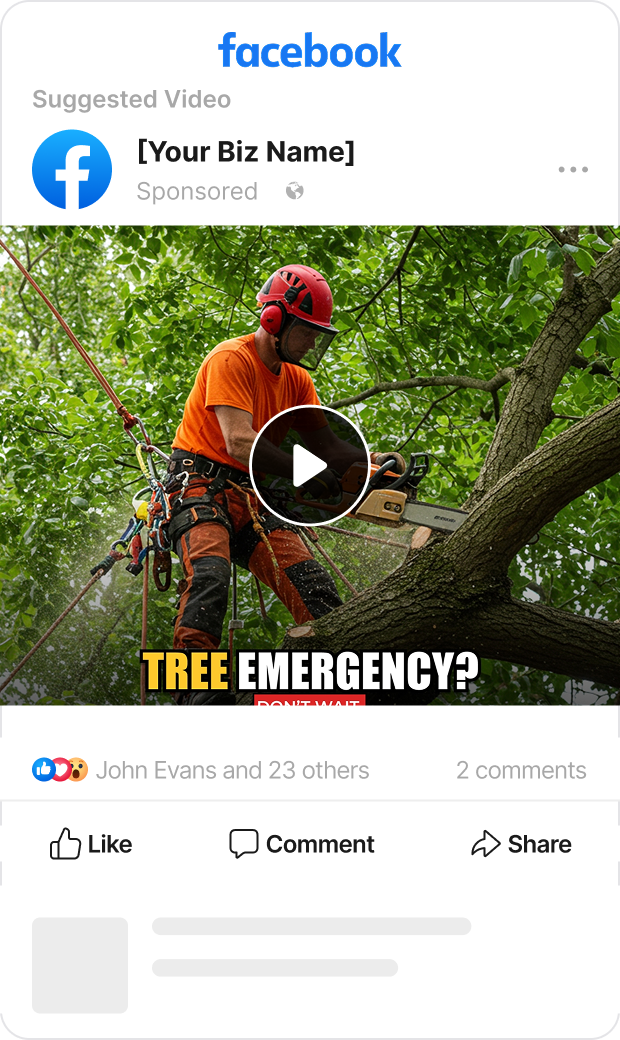 facebook
Suggested Video
[Your Biz Name]
Sponsored
TREE EMERGENCY?
DON'T WAIT
John Evans and 23 others
2 comments
Like
Comment
Share